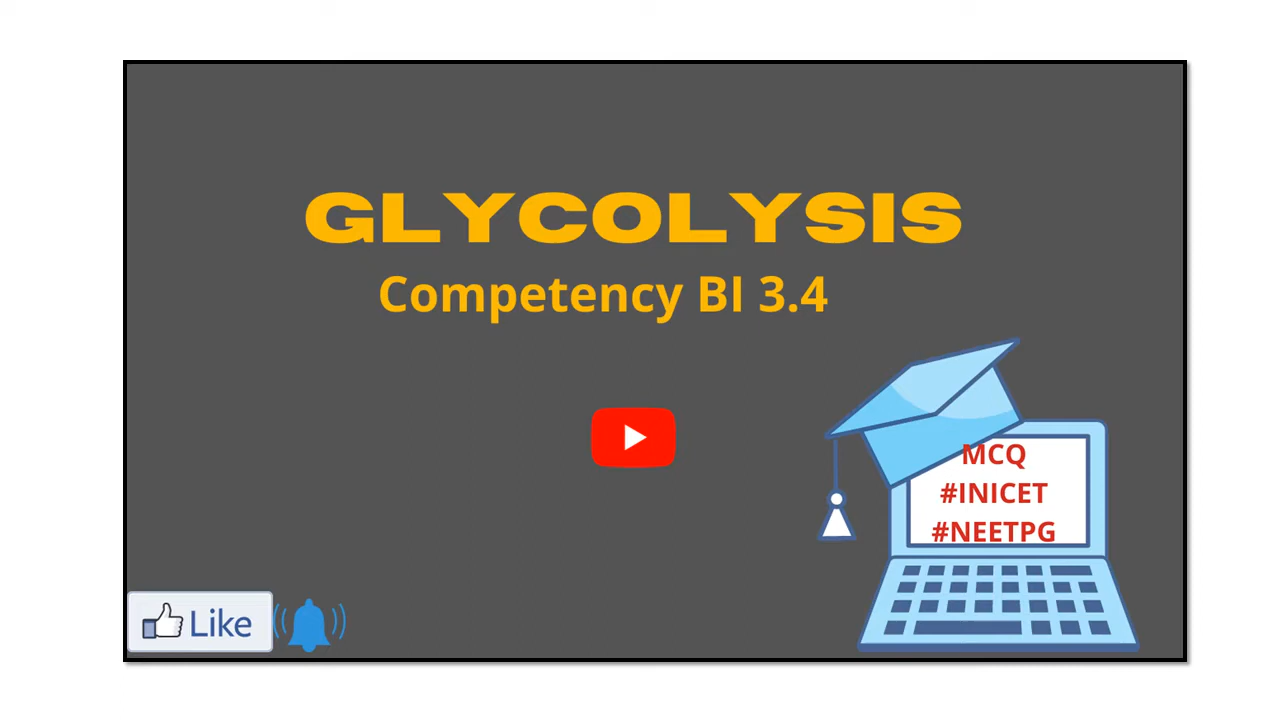 GLYCOLYSIS
Competency BI 3.4
MCQ
#INICET
#NEETPG
Like